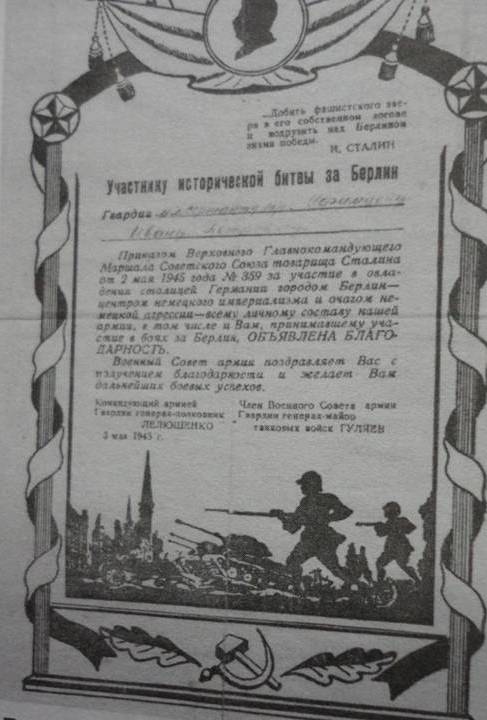 ...Добить фашистского зве-
ря в его собственном логове
и водрузить над Берлином
знамя победы.
И. СТАЛИН
Участнику исторической битвы за Берлин
Гвардии
Ивану
Приказом Верховного Главнокомандующего
Маршала Советского Союза товарища Сталина
от 2 мая 1945 года № 359 за участие в овла-
дении столицей Германии городом Берлин—
центром немецкого империализма и очагом не-
мецкой агрессии—всему личному составу нашей
армии, в том числе и Вам, принимавшему уча-
стие в боях за Берлин, ОБЪЯВЛЕНА БЛАГО-
ДАРНОСТЬ.
Военный Совет армии поздравляет Вас с
получением благодарности и желает Вам
дальнейших боевых успехов.
Командующий армией
Гвардии генерал-полковник
ЛЕЛЮШЕНКО
3 мая 1945 г.
Член Военного Совета армии
Гвардии генерал-майор
танковых войск ГУЛЯЕВ